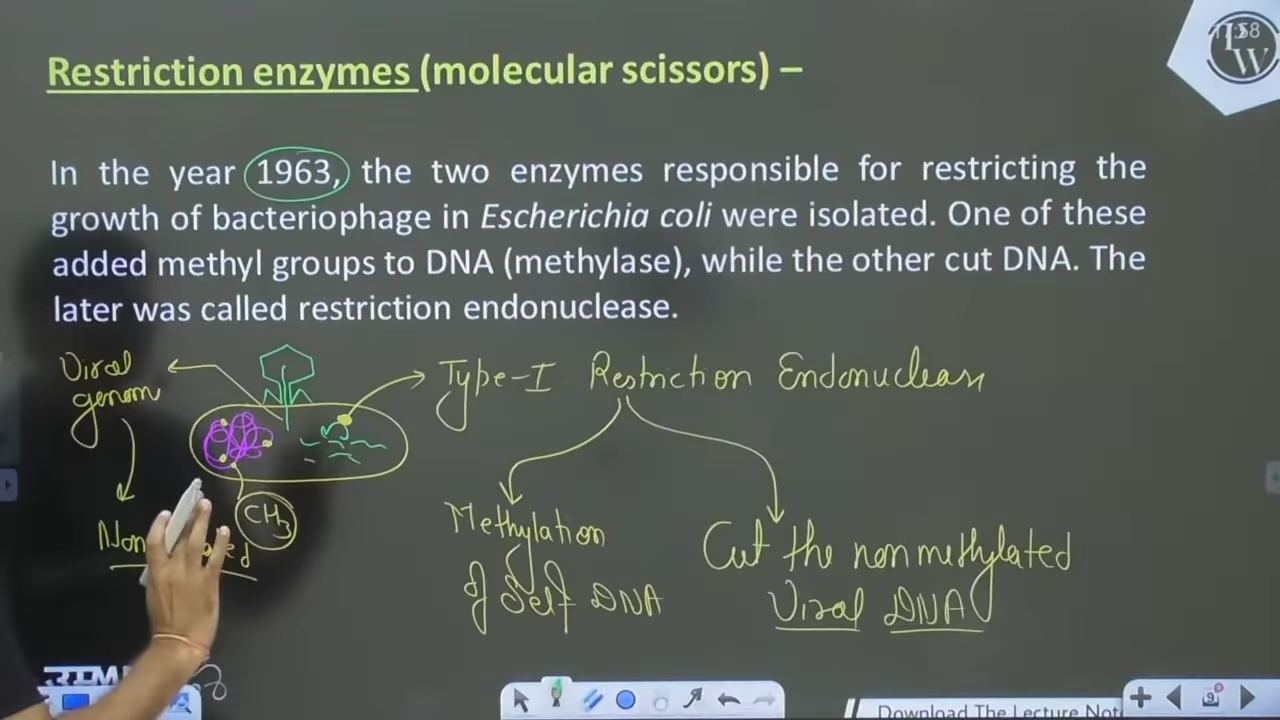 Restriction enzymes (molecular scissors) –
In the year 1963, the two enzymes responsible for restricting the
growth of bacteriophage in Escherichia coli were isolated. One of these
added methyl groups to DNA (methylase), while the other cut DNA. The
later was called restriction endonuclease.
Viral
genom
Type-I Restriction Endonuclease
CH3
Methylation
of Self DNA
Cut the nonmethylated
Viral DNA
Download The Lecture